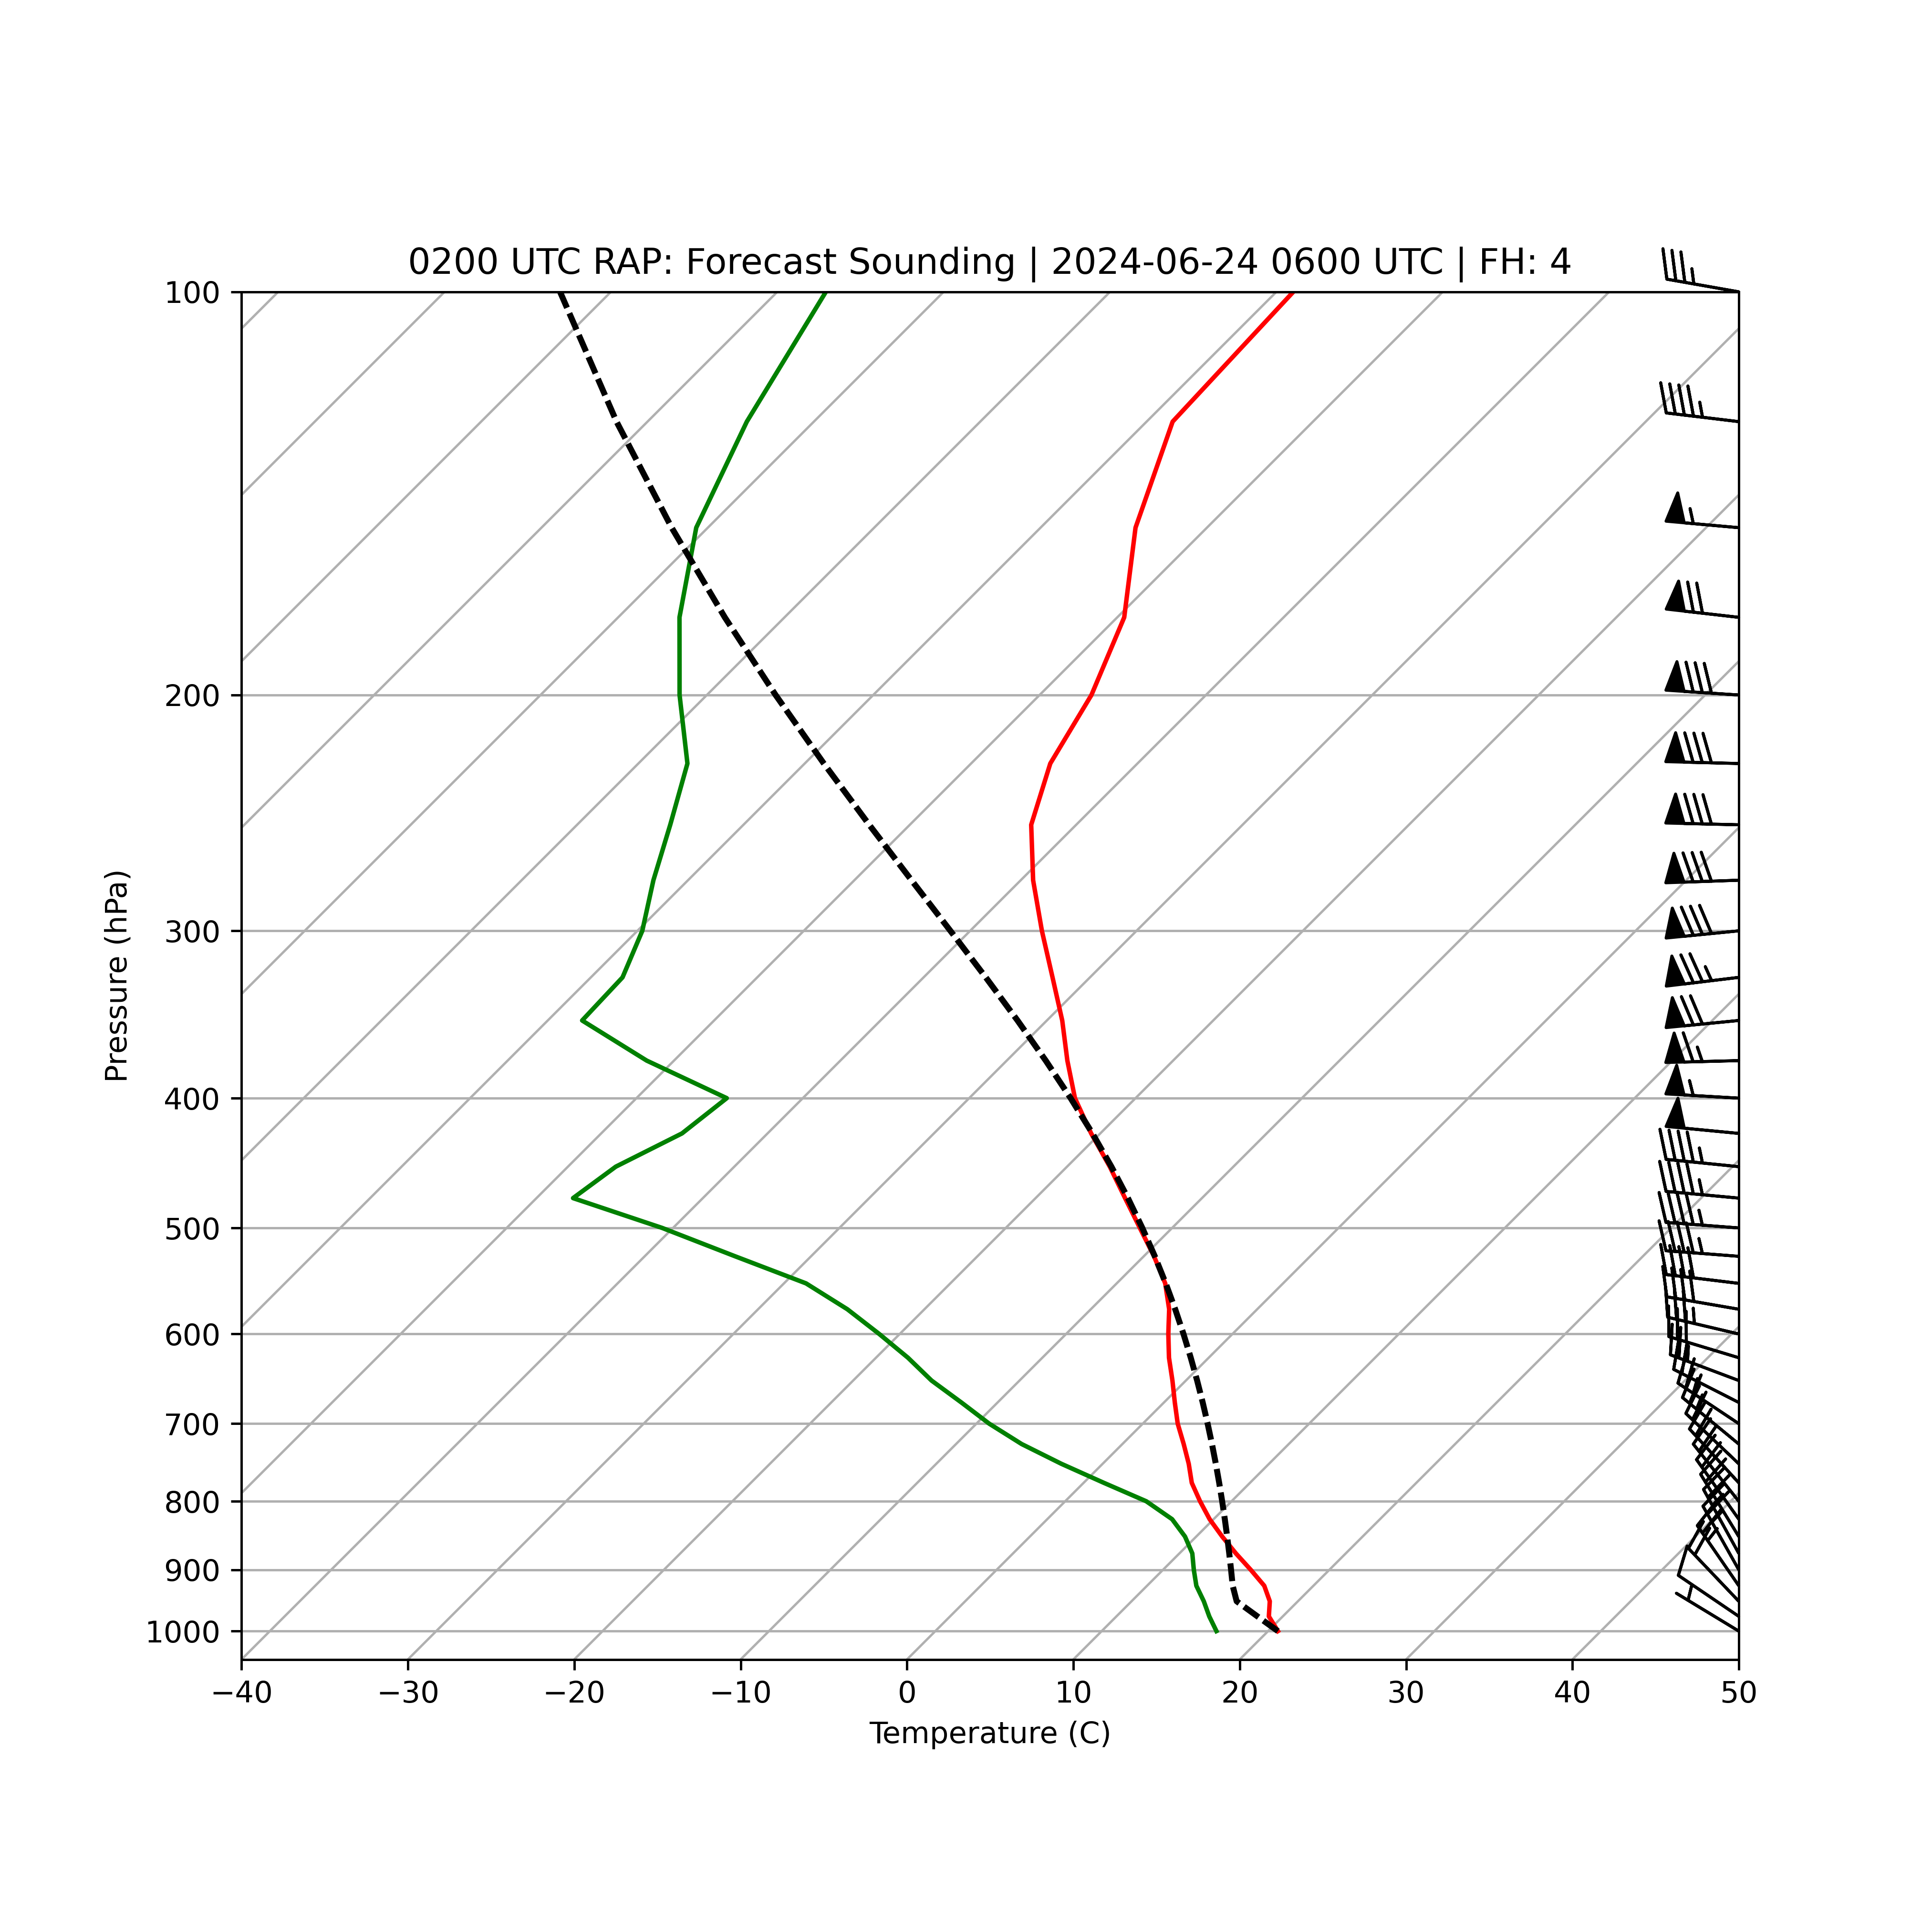 0200 UTC RAP: Forecast Sounding | 2024-06-24 0600 UTC | FH: 4
100
200
300
400
500
600
700
800
900
1000
Pressure (hPa)
−40 −30 −20 −10 0 10 20 30 40 50
Temperature (C)